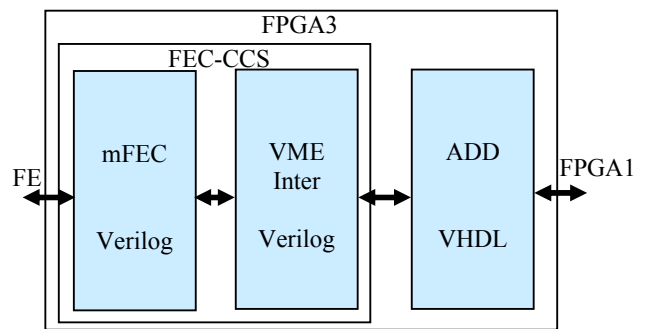 FPGA3
FEC-CCS
mFEC
VME
Inter
ADD
FE
FPGA1
Verilog
Verilog
VHDL